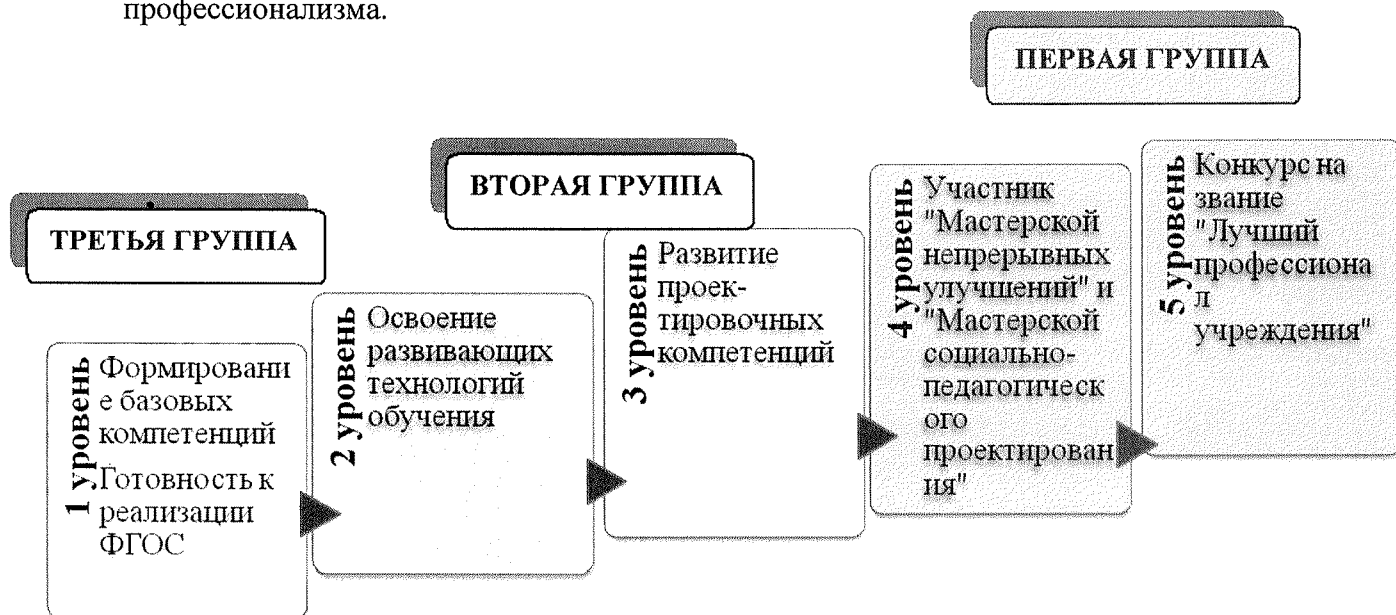 профессионализма.
ПЕРВАЯ ГРУППА
ВТОРАЯ ГРУППА
ТРЕТЬЯ ГРУППА
1 уровень
Формировани
е базовых
компетенций
Готовность к
реализации
ФГОС
2 уровень
Освоение
развивающих
технологий
обучения
3 уровень
Развитие
проек-
тировочных
компетенций
4 уровень
Участник
"Мастерской
непрерывных
улучшений" и
"Мастерской
социально-
педагогическ
ого
проектирован
ия"
5 уровень
Конкурс на
звание
"Лучший
профессиона
л
учреждения"